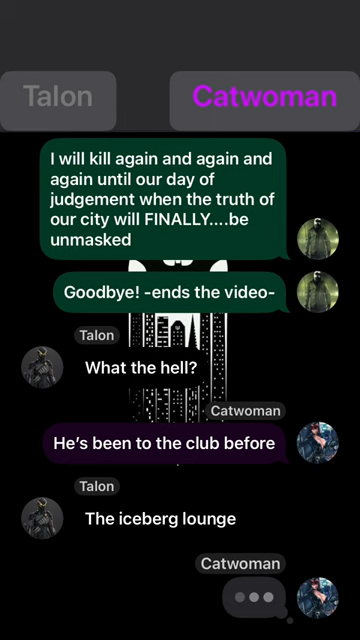 Talon
Catwoman
I will kill again and again and
again until our day of
judgement when the truth of
our city will FINALLY....be
unmasked
Goodbye! -ends the video-
Talon
What the hell?
Catwoman
He’s been to the club before
Talon
The iceberg lounge
Catwoman